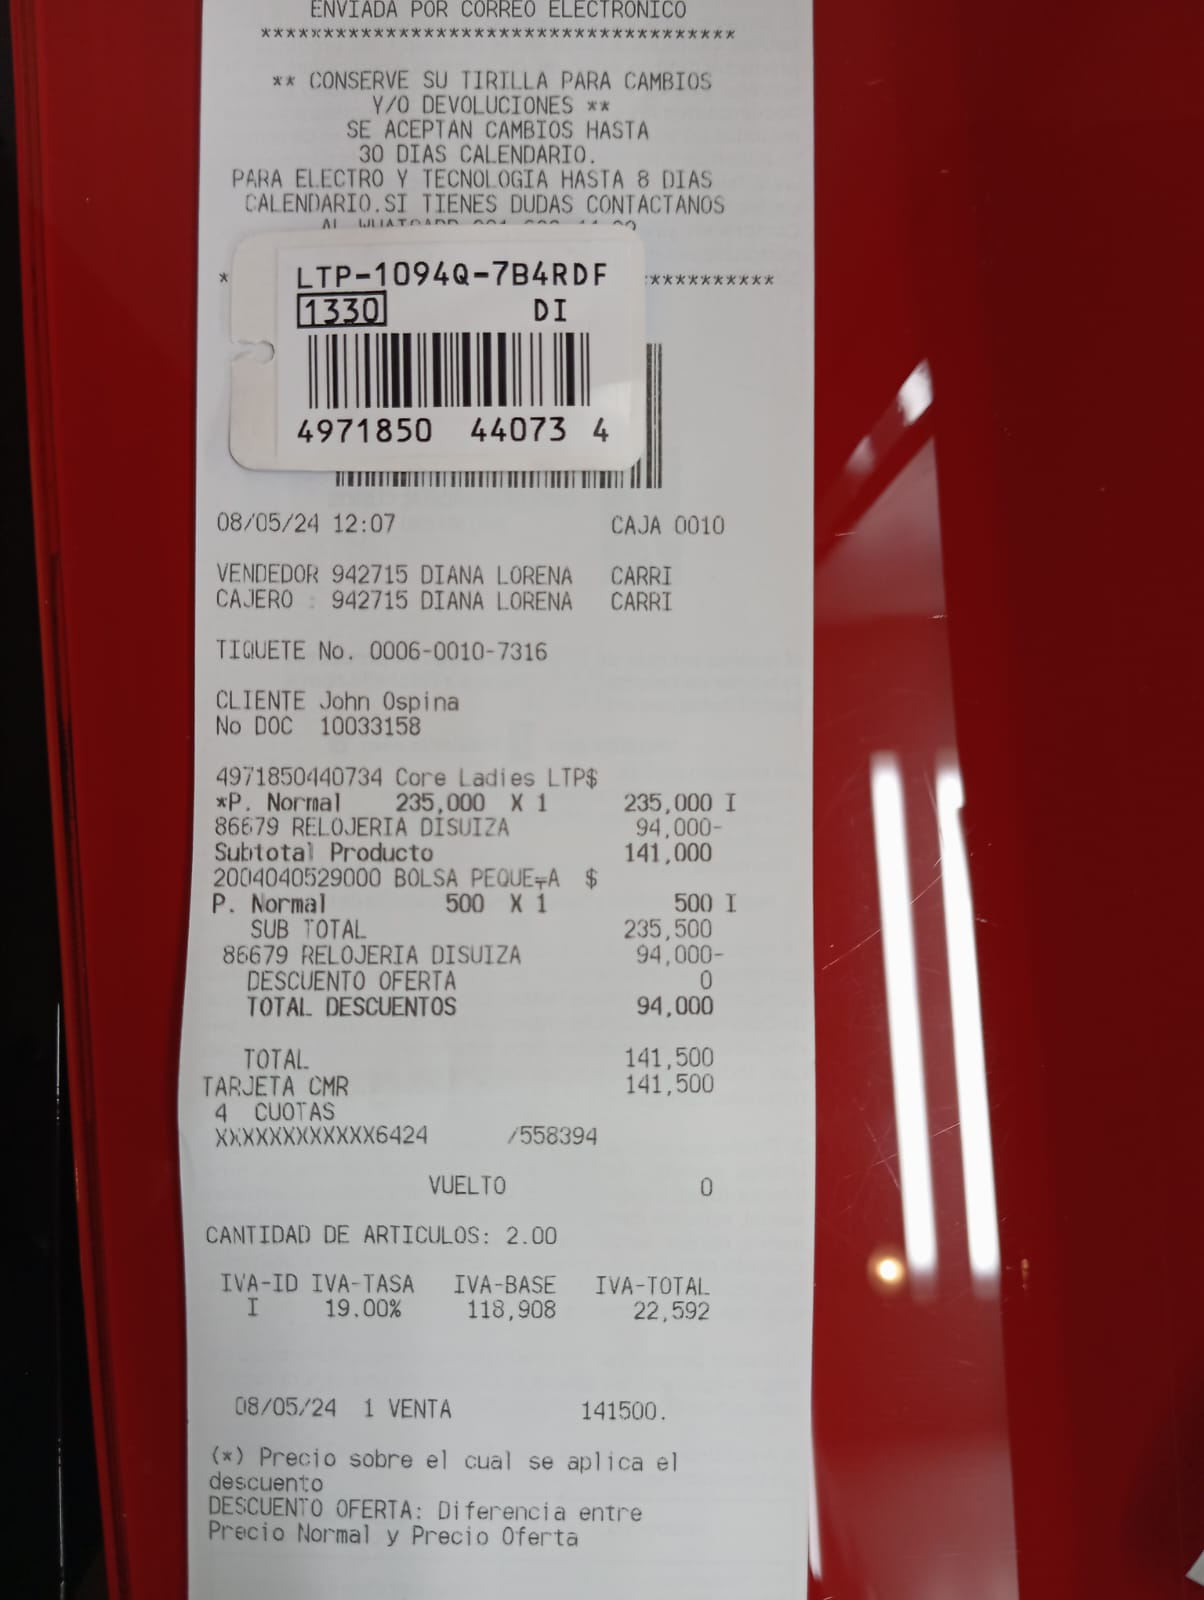 ENVIADA POR CORREO ELECTRONICO
**************************************
** CONSERVE SU TIRILLA PARA CAMBIOS
Y/O DEVOLUCIONES **
SE ACEPTAN CAMBIOS HASTA
30 DIAS CALENDARIO.
PARA ELECTRO Y TECNOLOGIA HASTA 8 DIAS
CALENDARIO.SI TIENES DUDAS CONTACTANOS
AL WHATSAPP
* **********
LTP-1094Q-7B4RDF
1330 DI
4971850 44073 4
08/05/24 12:07 CAJA 0010
VENDEDOR 942715 DIANA LORENA CARRI
CAJERO : 942715 DIANA LORENA CARRI
TIQUETE No. 0006-0010-7316
CLIENTE John Ospina
No DOC 10033158
4971850440734 Core Ladies LTP$
*P. Normal 235,000 X 1 235,000 I
86679 RELOJERIA DISUIZA 94,000-
Subtotal Producto 141,000
2004040529000 BOLSA PEQUE┬A $
P. Normal 500 X 1 500 I
SUB TOTAL 235,500
86679 RELOJERIA DISUIZA 94,000-
DESCUENTO OFERTA 0
TOTAL DESCUENTOS 94,000
TOTAL 141,500
TARJETA CMR 141,500
4 CUOTAS
XXXXXXXXXXXX6424 /558394
VUELTO 0
CANTIDAD DE ARTICULOS: 2.00
IVA-ID IVA-TASA IVA-BASE IVA-TOTAL
I 19.00% 118,908 22,592
08/05/24 1 VENTA 141500.
(*) Precio sobre el cual se aplica el
descuento
DESCUENTO OFERTA: Diferencia entre
Precio Normal y Precio Oferta